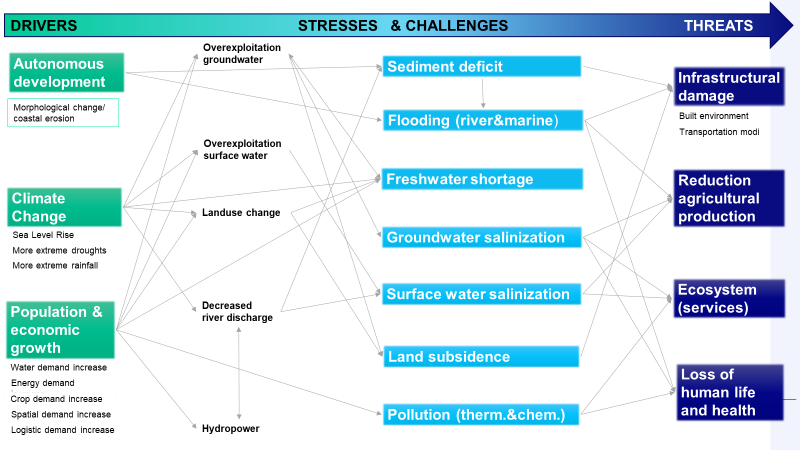 DRIVERS
STRESSES & CHALLENGES
THREATS
Autonomous
development
Morphological change/
coastal erosion
Climate
Change
Sea Level Rise
More extreme droughts
More extreme rainfall
Population &
economic
growth
Water demand increase
Energy demand
Crop demand increase
Spatial demand increase
Logistic demand increase
Overexploitation
groundwater
Overexploitation
surface water
Landuse change
Decreased
river discharge
Hydropower
Sediment deficit
Flooding (river&marine)
Freshwater shortage
Groundwater salinization
Surface water salinization
Land subsidence
Pollution (therm.&chem.)
Infrastructural
damage
Built environment
Transportation modi
Reduction
agricultural
production
Ecosystem
(services)
Loss of
human life
and health